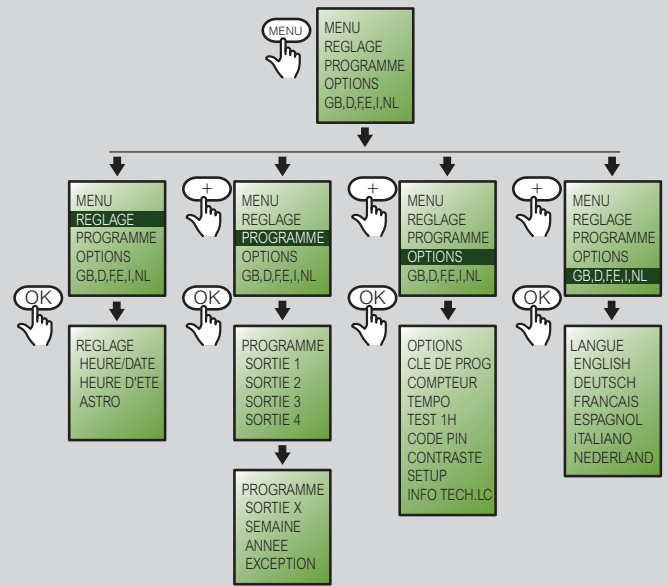 MENU
MENU
REGLAGE
PROGRAMME
OPTIONS
GB,D,F,E,I,NL
MENU
REGLAGE
PROGRAMME
OPTIONS
GB,D,F,E,I,NL
OK
REGLAGE
HEURE/DATE
HEURE D'ETE
ASTRO
+
MENU
REGLAGE
PROGRAMME
OPTIONS
GB,D,F,E,I,NL
OK
PROGRAMME
SORTIE 1
SORTIE 2
SORTIE 3
SORTIE 4
PROGRAMME
SORTIE X
SEMAINE
ANNEE
EXCEPTION
+
MENU
REGLAGE
PROGRAMME
OPTIONS
GB,D,F,E,I,NL
OK
OPTIONS
CLE DE PROG
COMPTEUR
TEMPO
TEST 1H
CODE PIN
CONTRASTE
SETUP
INFO TECH.LC
+
MENU
REGLAGE
PROGRAMME
OPTIONS
GB,D,F,E,I,NL
OK
LANGUE
ENGLISH
DEUTSCH
FRANCAIS
ESPAGNOL
ITALIANO
NEDERLAND